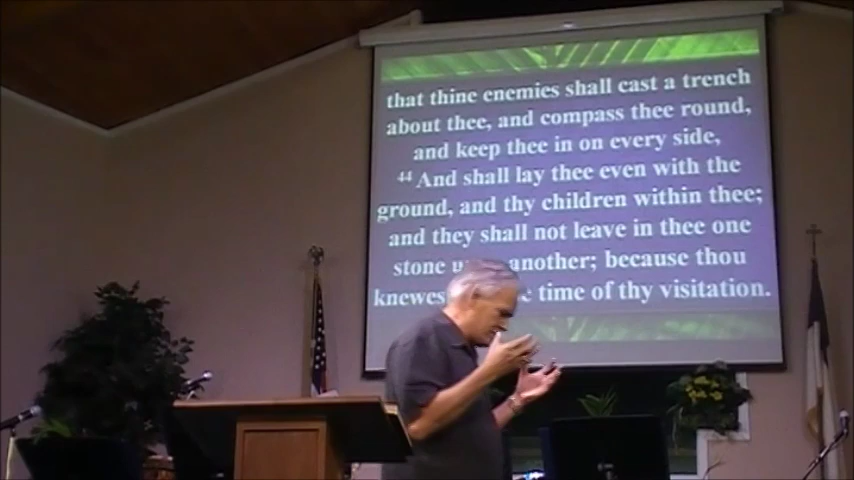 that thine enemies shall cast a trench
about thee, and compass thee round,
and keep thee in on every side,
44 And shall lay thee even with the
ground, and thy children within thee;
and they shall not leave in thee one
stone another; because thou
time of thy visitation.